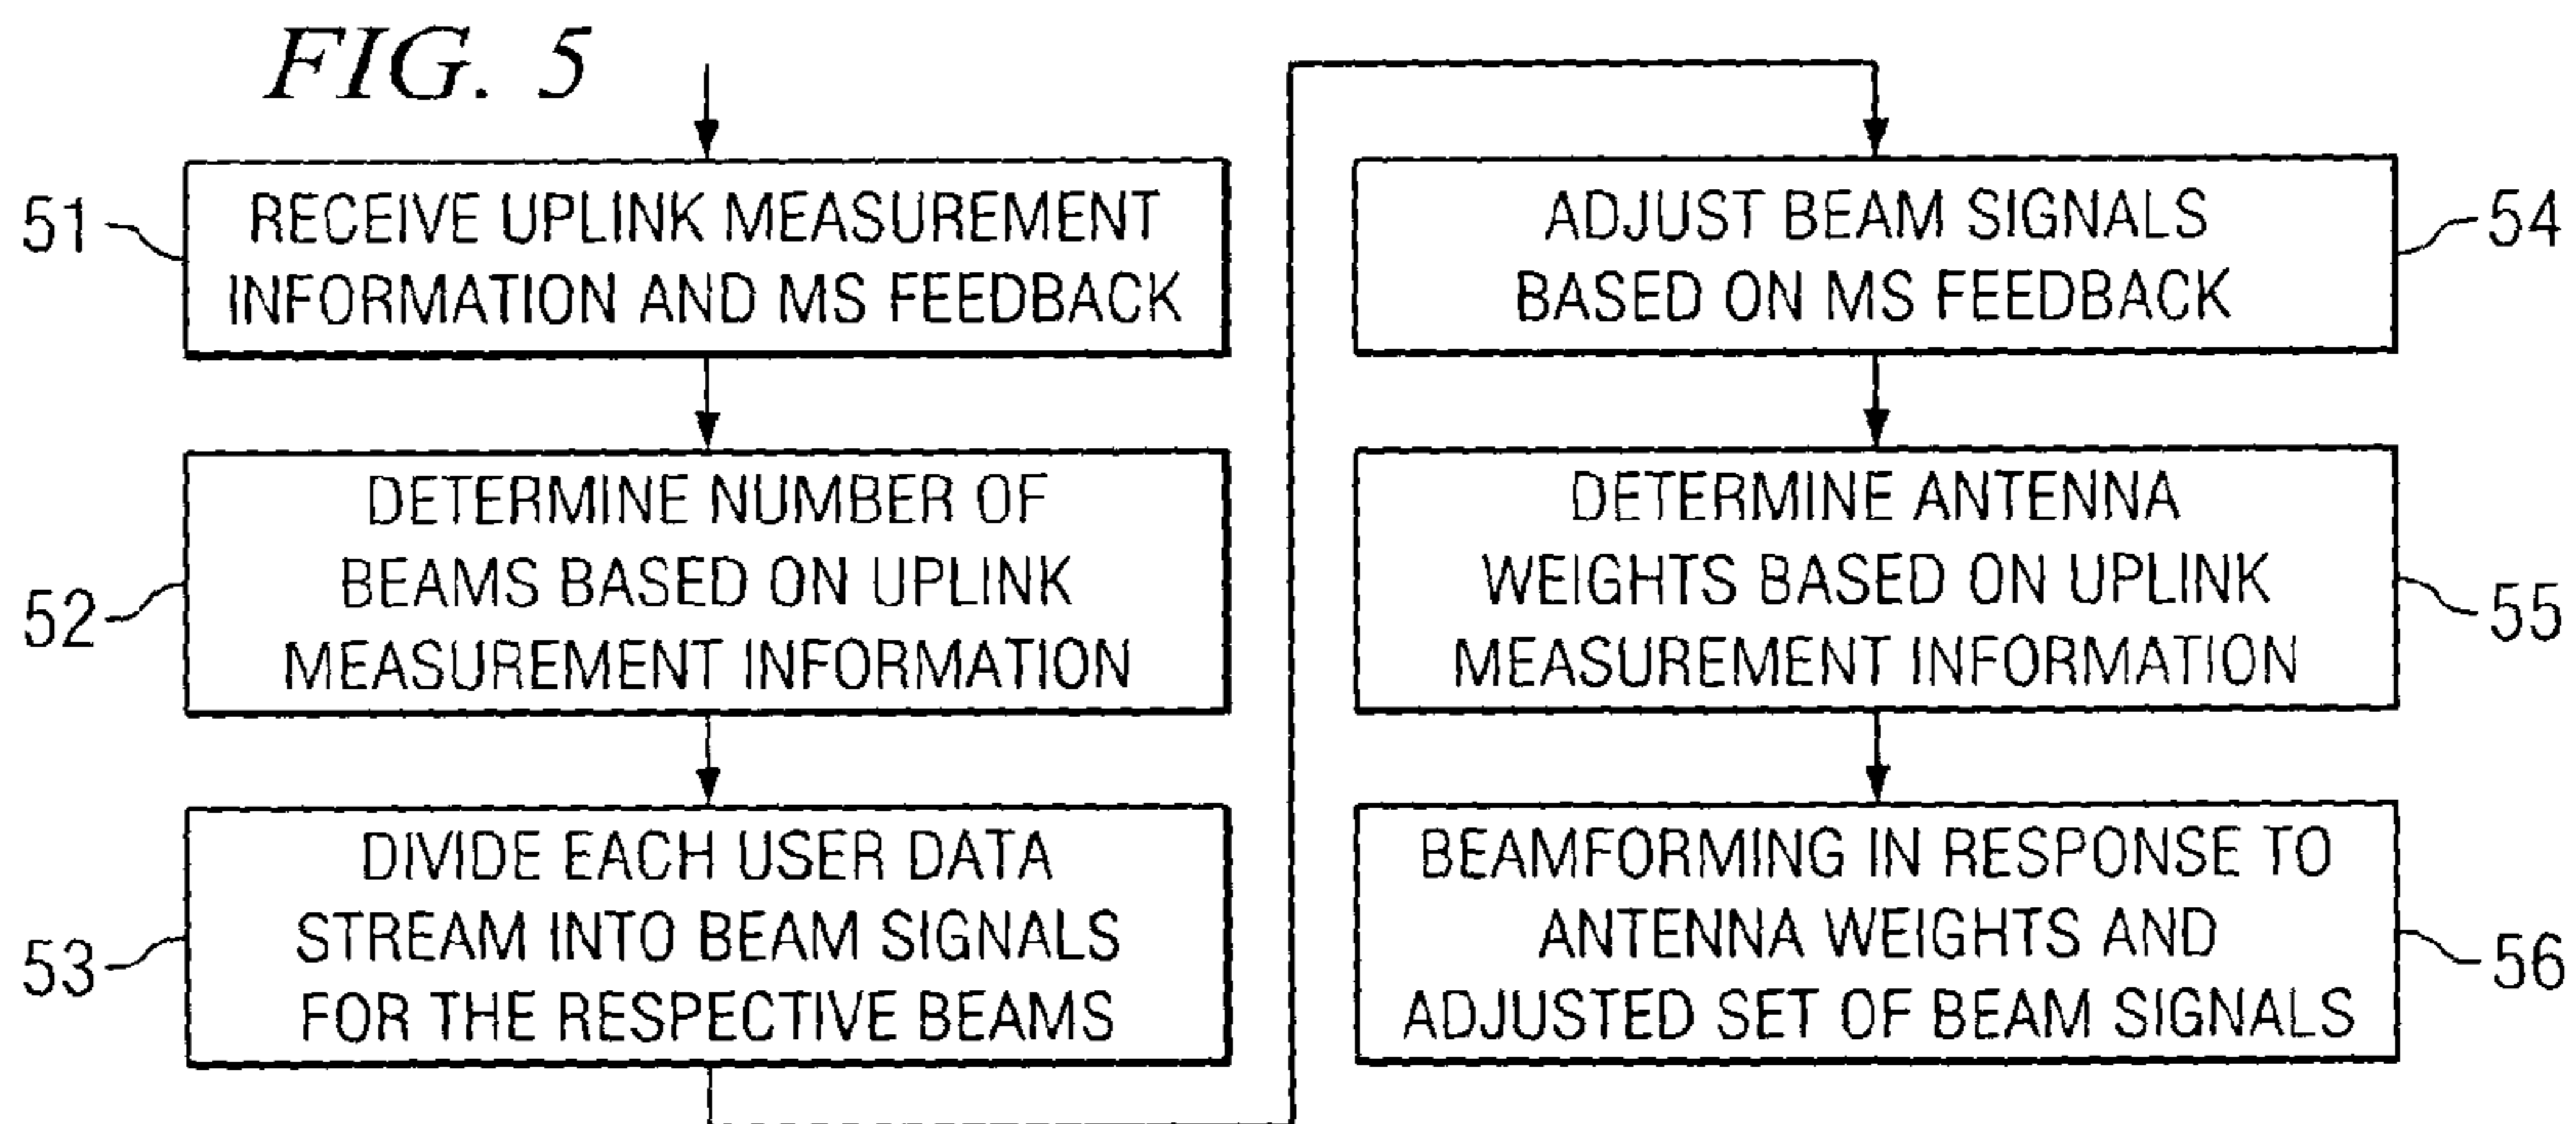 FIG. 5
51
RECEIVE UPLINK MEASUREMENT
INFORMATION AND MS FEEDBACK
52
DETERMINE NUMBER OF
BEAMS BASED ON UPLINK
MEASUREMENT INFORMATION
53
DIVIDE EACH USER DATA
STREAM INTO BEAM SIGNALS
FOR THE RESPECTIVE BEAMS
54
ADJUST BEAM SIGNALS
BASED ON MS FEEDBACK
55
DETERMINE ANTENNA
WEIGHTS BASED ON UPLINK
MEASUREMENT INFORMATION
56
BEAMFORMING IN RESPONSE TO
ANTENNA WEIGHTS AND
ADJUSTED SET OF BEAM SIGNALS